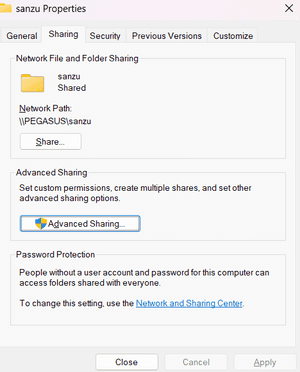 sanzu Properties
General
Sharing
Security
Previous Versions
Customize
Network File and Folder Sharing
sanzu
Shared
Network Path:
\\PEGASUS\sanzu
Share...
Advanced Sharing
Set custom permissions, create multiple shares, and set other
advanced sharing options.
Advanced Sharing...
Password Protection
People without a user account and password for this computer can
access folders shared with everyone.
To change this setting, use the Network and Sharing Center.
Close
Cancel
Apply